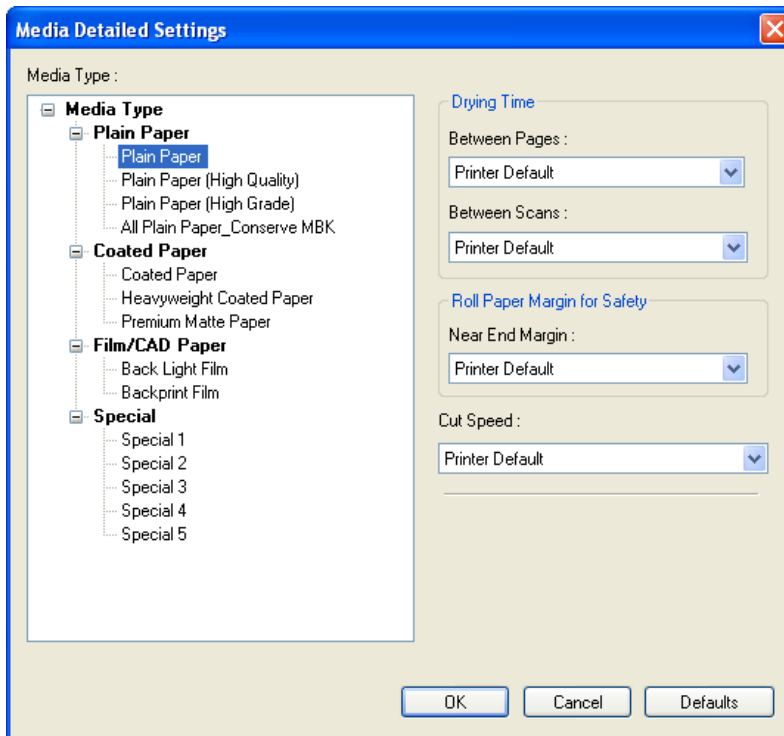 Media Detailed Settings
Media Type :
Media Type
Plain Paper
Plain Paper
Plain Paper (High Quality)
Plain Paper (High Grade)
All Plain Paper_Conserve MBK
Coated Paper
Coated Paper
Heavyweight Coated Paper
Premium Matte Paper
Film/CAD Paper
Back Light Film
Backprint Film
Special
Special 1
Special 2
Special 3
Special 4
Special 5
Drying Time
Between Pages :
Printer Default
Between Scans :
Printer Default
Roll Paper Margin for Safety
Near End Margin :
Printer Default
Cut Speed :
Printer Default
OK
Cancel
Defaults